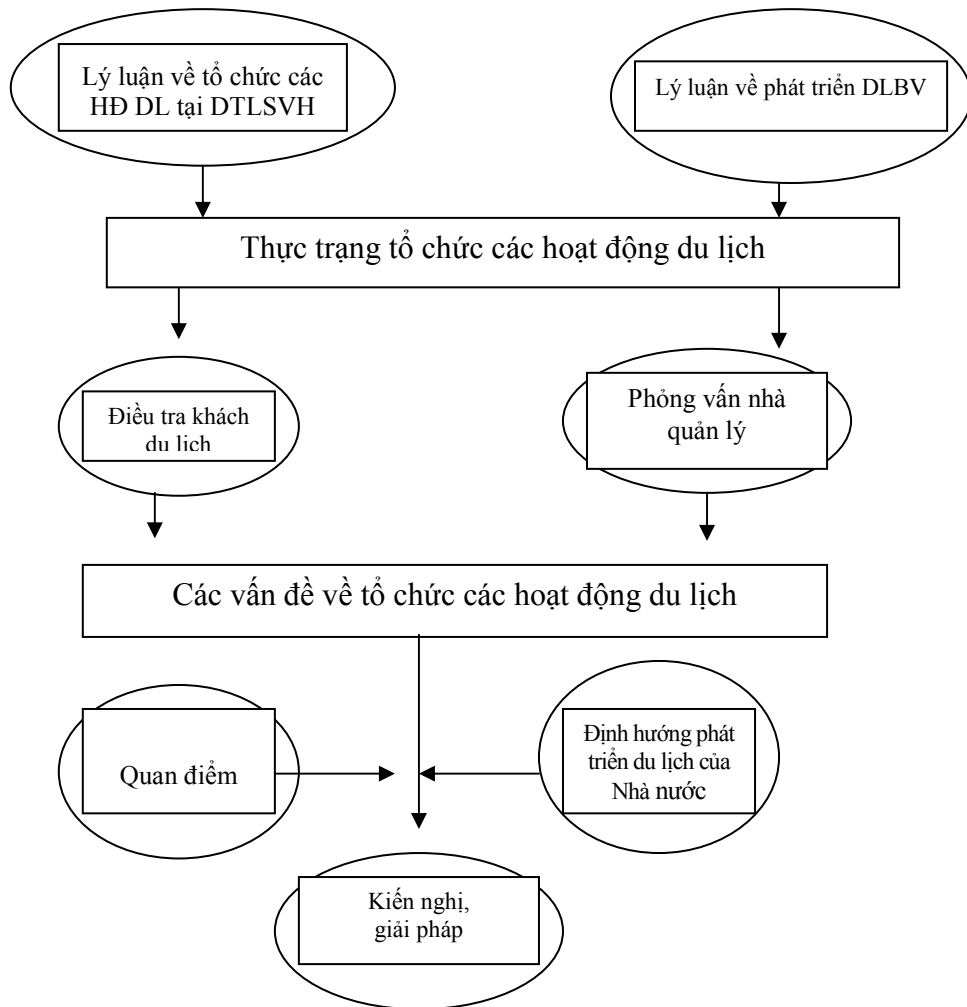 Lý luận về tổ chức các
HĐ DL tại DTLSVH
Lý luận về phát triển DLBV
Thực trạng tổ chức các hoạt động du lịch
Điều tra khách
du lịch
Phỏng vấn nhà
quản lý
Các vấn đề về tổ chức các hoạt động du lịch
Quan điểm
Định hướng phát
triển du lịch của
Nhà nước
Kiến nghị,
giải pháp